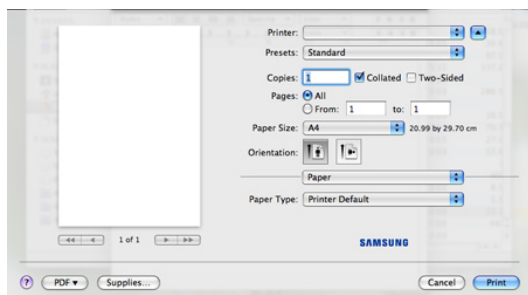 Printer:
Presets: Standard
Copies: 1 Collated Two-Sided
Pages: All
From: 1 to: 1
Paper Size: A4 20.99 by 29.70 cm
Orientation:
Paper
Paper Type: Printer Default
1 of 1
SAMSUNG
? PDF Supplies... Cancel Print